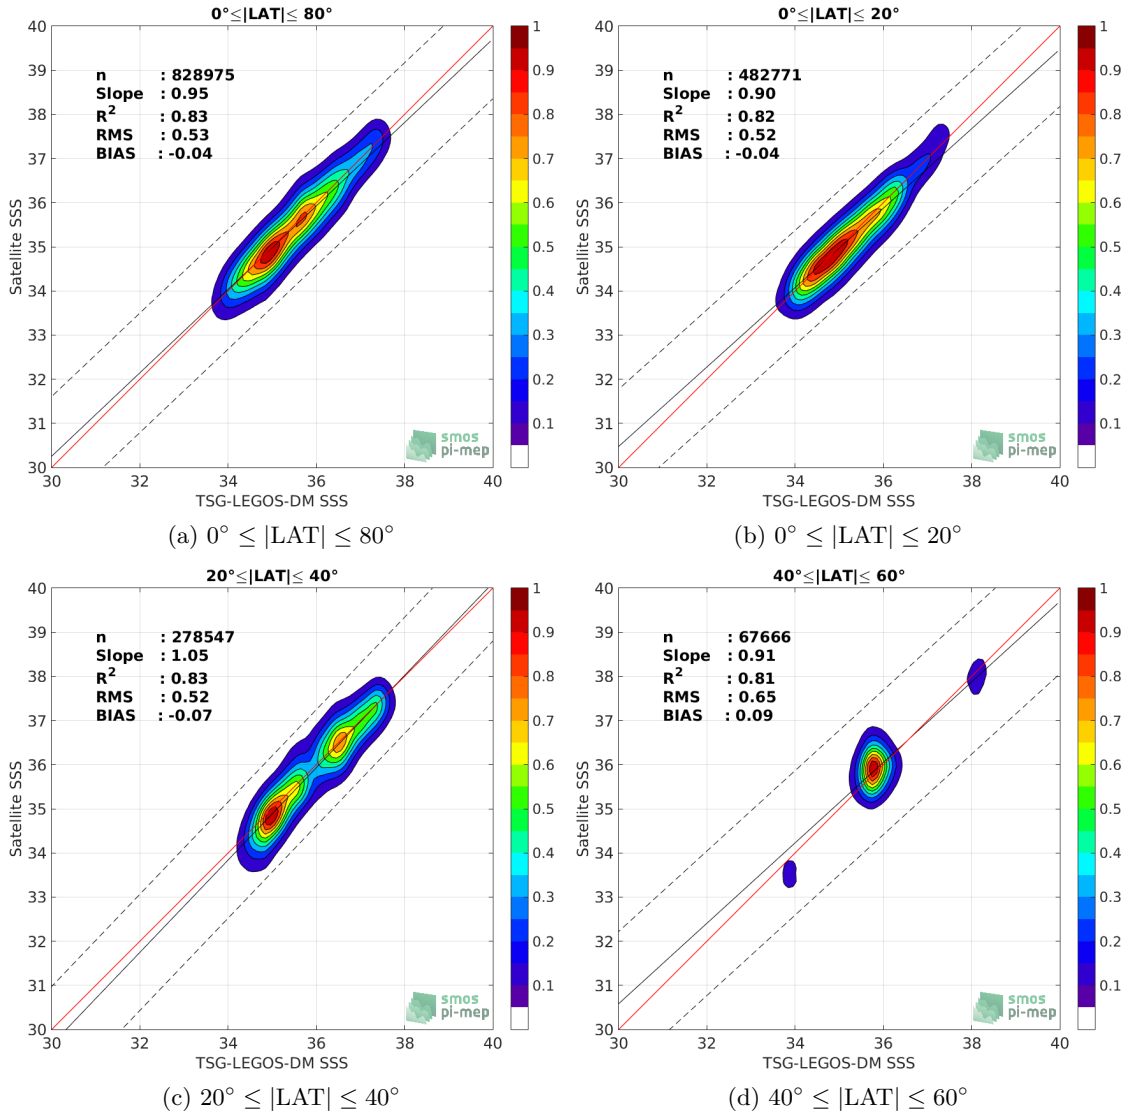 0°≤|LAT|≤ 80°
n : 828975
Slope : 0.95
R² : 0.83
RMS : 0.53
BIAS : -0.04
Satellite SSS
40
39
38
37
36
35
34
33
32
31
30
30 32 34 36 38 40
TSG-LEGOS-DM SSS
1
0.9
0.8
0.7
0.6
0.5
0.4
0.3
0.2
0.1
smos
pi-mep
(a) 0° ≤ |LAT| ≤ 80°
0°≤|LAT|≤ 20°
n : 482771
Slope : 0.90
R² : 0.82
RMS : 0.52
BIAS : -0.04
Satellite SSS
40
39
38
37
36
35
34
33
32
31
30
30 32 34 36 38 40
TSG-LEGOS-DM SSS
1
0.9
0.8
0.7
0.6
0.5
0.4
0.3
0.2
0.1
smos
pi-mep
(b) 0° ≤ |LAT| ≤ 20°
20°≤|LAT|≤ 40°
n : 278547
Slope : 1.05
R² : 0.83
RMS : 0.52
BIAS : -0.07
Satellite SSS
40
39
38
37
36
35
34
33
32
31
30
30 32 34 36 38 40
TSG-LEGOS-DM SSS
1
0.9
0.8
0.7
0.6
0.5
0.4
0.3
0.2
0.1
smos
pi-mep
(c) 20° ≤ |LAT| ≤ 40°
40°≤|LAT|≤ 60°
n : 67666
Slope : 0.91
R² : 0.81
RMS : 0.65
BIAS : 0.09
Satellite SSS
40
39
38
37
36
35
34
33
32
31
30
30 32 34 36 38 40
TSG-LEGOS-DM SSS
1
0.9
0.8
0.7
0.6
0.5
0.4
0.3
0.2
0.1
smos
pi-mep
(d) 40° ≤ |LAT| ≤ 60°